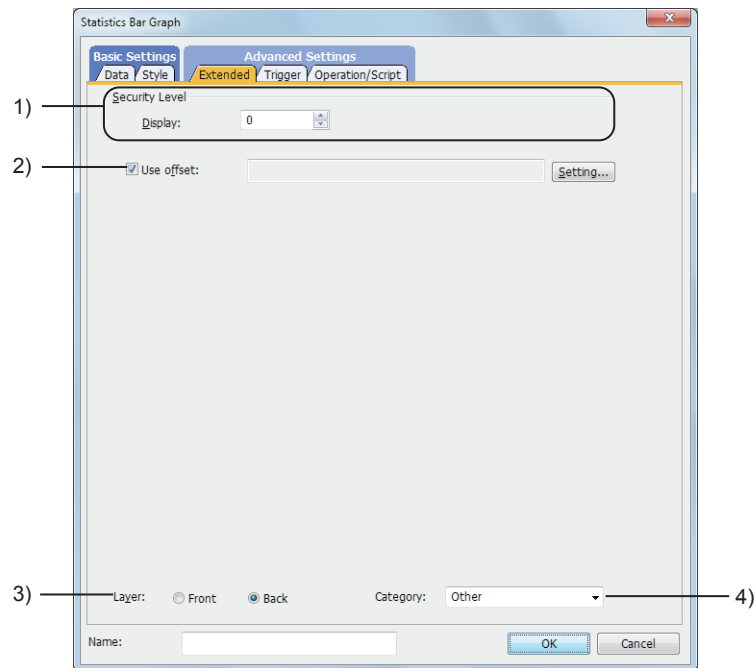 Statistics Bar Graph
x
Basic Settings
Advanced Settings
Data Style Extended Trigger Operation/Script
1)
Security Level
Display: 0
2)
Use offset: Setting...
3)
Layer: Front Back Category: Other
4)
Name: OK Cancel